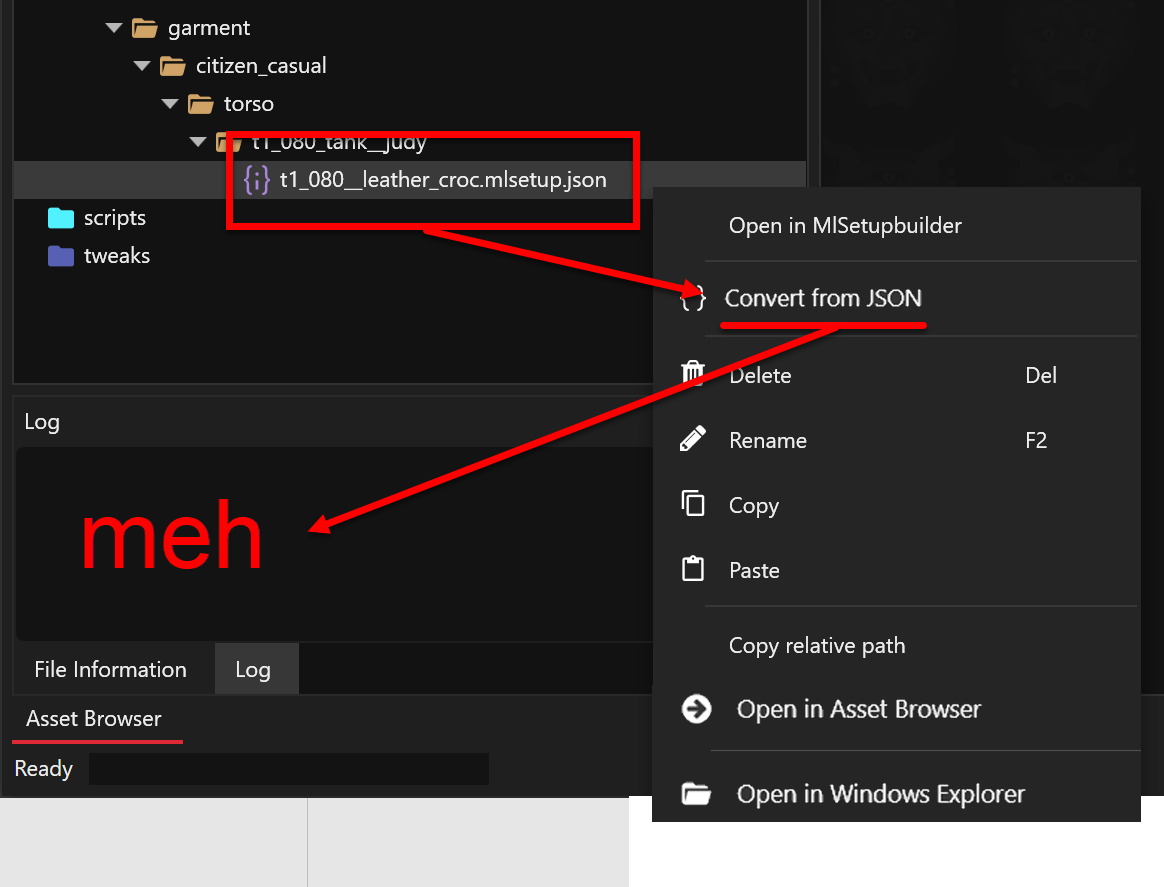 garment
citizen_casual
torso
t1_080_tank__judy
t1_080__leather_croc.mlsetup.json
scripts
tweaks
Open in MlSetupbuilder
Convert from JSON
Delete Del
Rename F2
Copy
Paste
Copy relative path
Open in Asset Browser
Open in Windows Explorer
Log
meh
File Information Log
Asset Browser
Ready